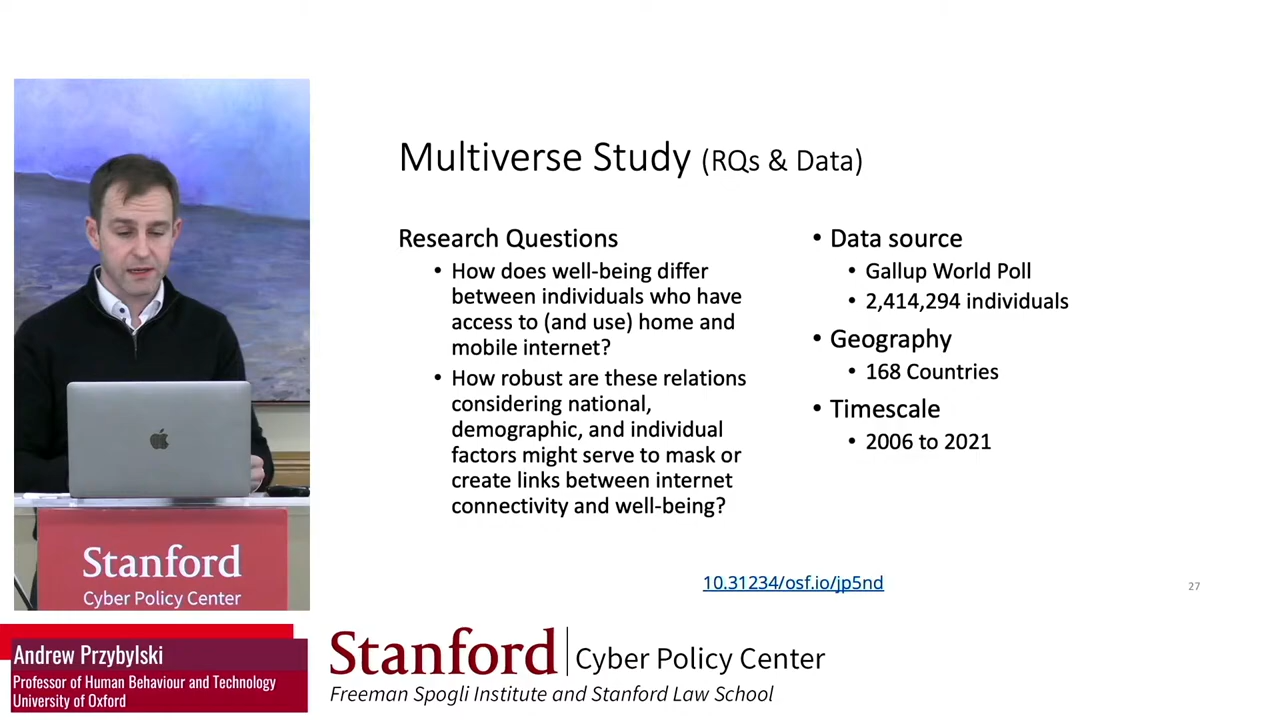 Multiverse Study (RQs & Data)
Research Questions
• How does well-being differ
between individuals who have
access to (and use) home and
mobile internet?
• How robust are these relations
considering national,
demographic, and individual
factors might serve to mask or
create links between internet
connectivity and well-being?
• Data source
• Gallup World Poll
• 2,414,294 individuals
• Geography
• 168 Countries
• Timescale
• 2006 to 2021
10.31234/osf.io/jp5nd
27
Stanford
Cyber Policy Center
Andrew Przybylski
Professor of Human Behaviour and Technology
University of Oxford
Stanford | Cyber Policy Center
Freeman Spogli Institute and Stanford Law School